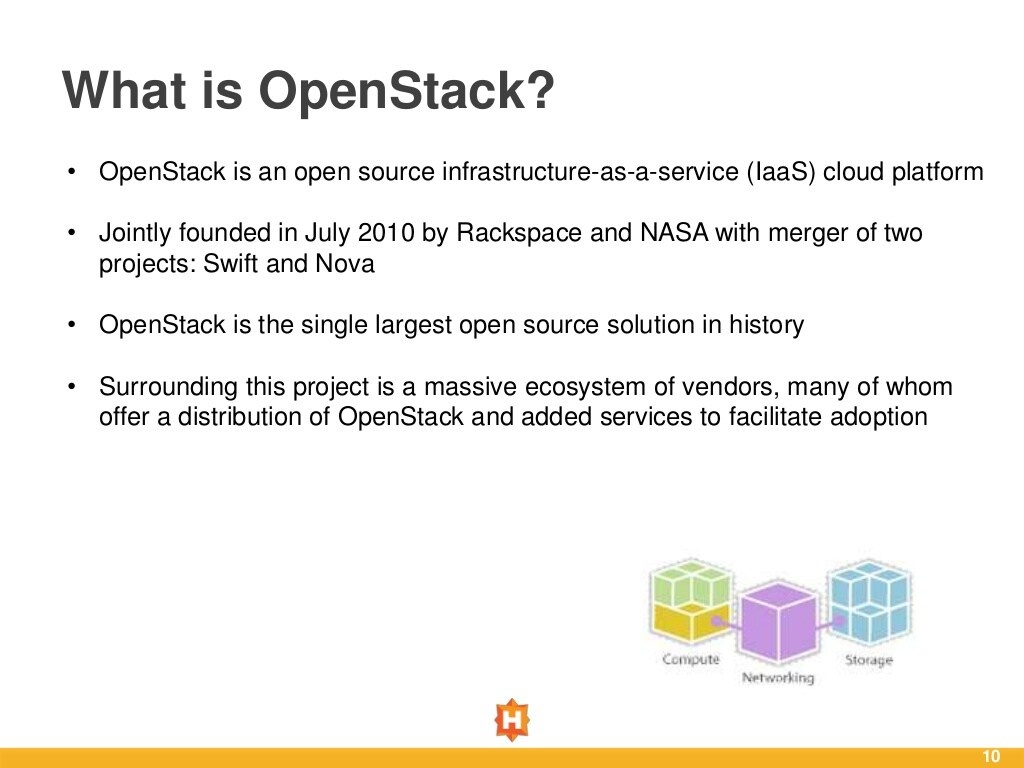 What is OpenStack?
• OpenStack is an open source infrastructure-as-a-service (IaaS) cloud platform
• Jointly founded in July 2010 by Rackspace and NASA with merger of two
projects: Swift and Nova
• OpenStack is the single largest open source solution in history
• Surrounding this project is a massive ecosystem of vendors, many of whom
offer a distribution of OpenStack and added services to facilitate adoption
Compute
Networking
Storage
H
10